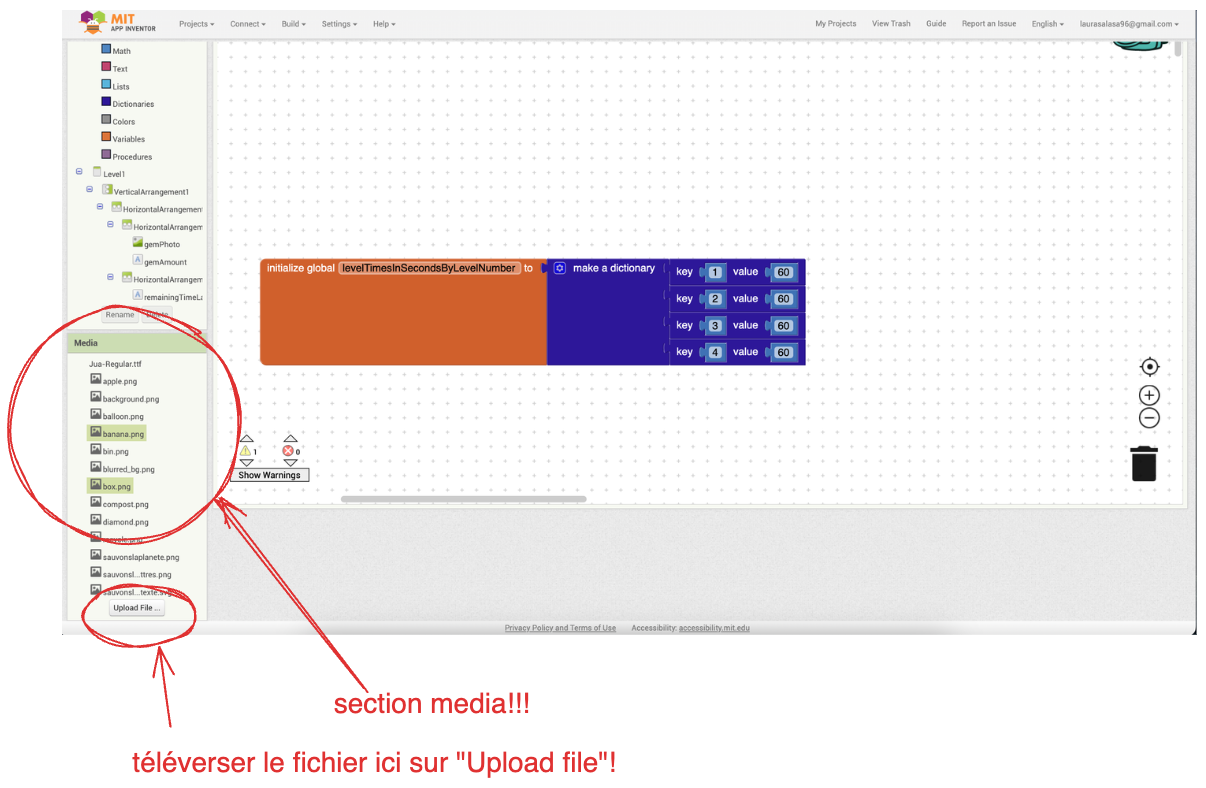 MIT
APP INVENTOR
Projects Connect Build Settings Help My Projects View Trash Guide Report an Issue English laurasalasa96@gmail.com
Math
Text
Lists
Dictionaries
Colors
Variables
Procedures
Level1
VerticalArrangement1
HorizontalArrangement
HorizontalArrangem
gemPhoto
A gemAmount
HorizontalArrangem
A remainingTimeLa
Rename Delete
Media
Jua-Regular.ttf
apple.png
background.png
balloon.png
banana.png
bin.png
blurred_bg.png
box.png
compost.png
diamond.png
sauvonslaplanete.png
sauvonsl...ttres.png
sauvonsl...texte.svg
Upload File ...
initialize global levelTimesInSecondsByLevelNumber to make a dictionary
key 1 value 60
key 2 value 60
key 3 value 60
key 4 value 60
1 0
Show Warnings
Privacy Policy and Terms of Use Accessibility: accessibility.mit.edu
section media!!!
téléverser le fichier ici sur "Upload file"!